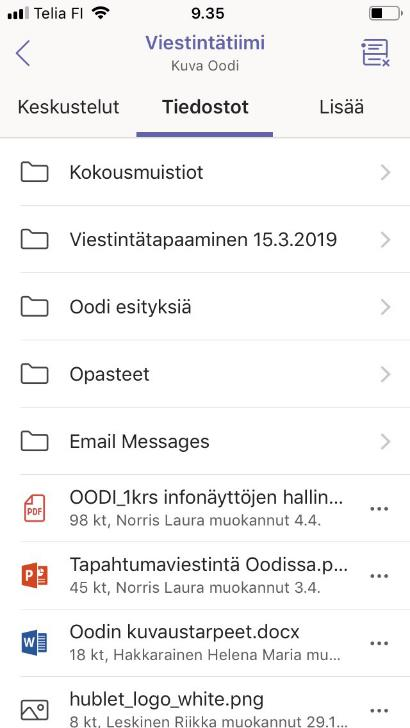 Telia FI 9.35
Viestintätiimi
Kuva Oodi
Keskustelut Tiedostot Lisää
Kokousmuistiot
Viestintätapaaminen 15.3.2019
Oodi esityksiä
Opasteet
Email Messages
OODI_1krs infonäyttöjen hallin...
PDF
98 kt, Norris Laura muokannut 4.4.
Tapahtumaviestintä Oodissa.p...
P
45 kt, Norris Laura muokannut 3.4.
Oodin kuvaustarpeet.docx
W
18 kt, Hakkarainen Helena Maria mu...
hublet_logo_white.png
8 kt, Leskinen Riikka muokannut 29.1...